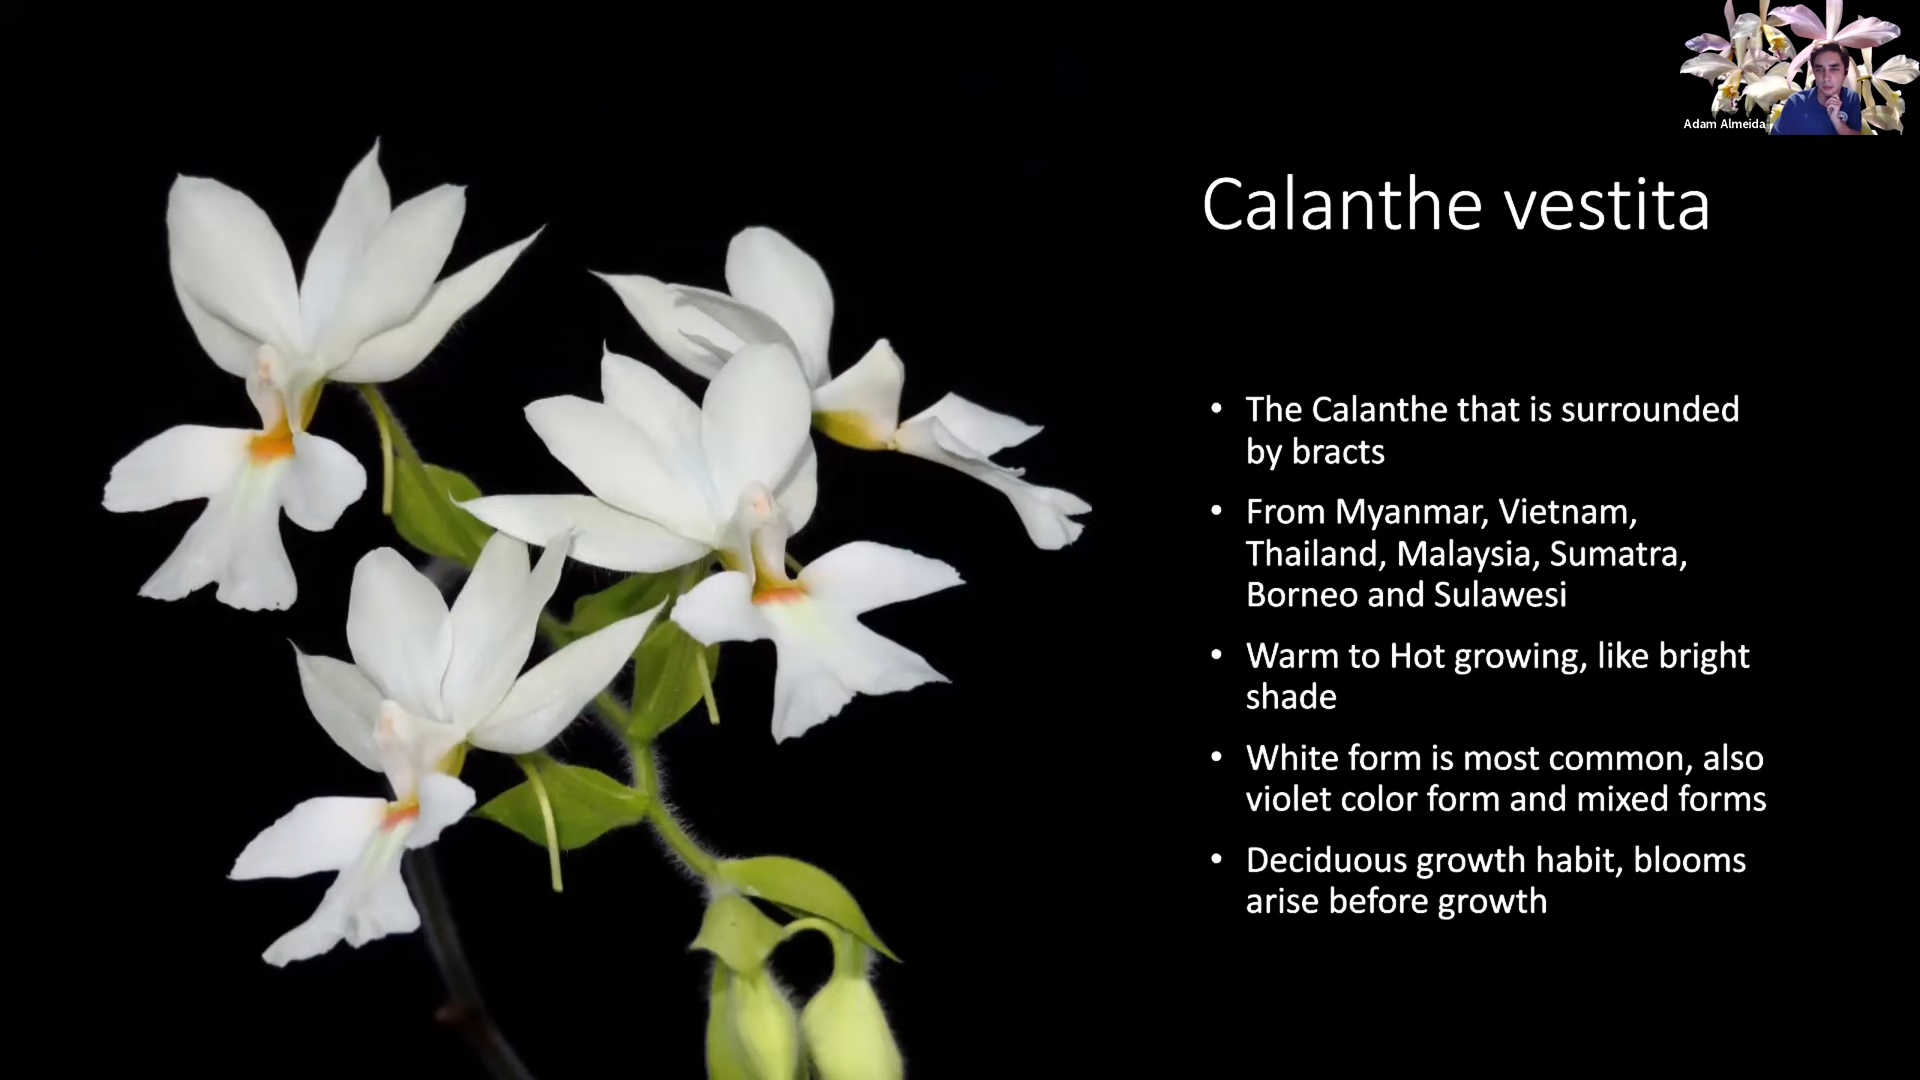 Adam Almeida
Calanthe vestita
• The Calanthe that is surrounded
by bracts
• From Myanmar, Vietnam,
Thailand, Malaysia, Sumatra,
Borneo and Sulawesi
• Warm to Hot growing, like bright
shade
• White form is most common, also
violet color form and mixed forms
• Deciduous growth habit, blooms
arise before growth